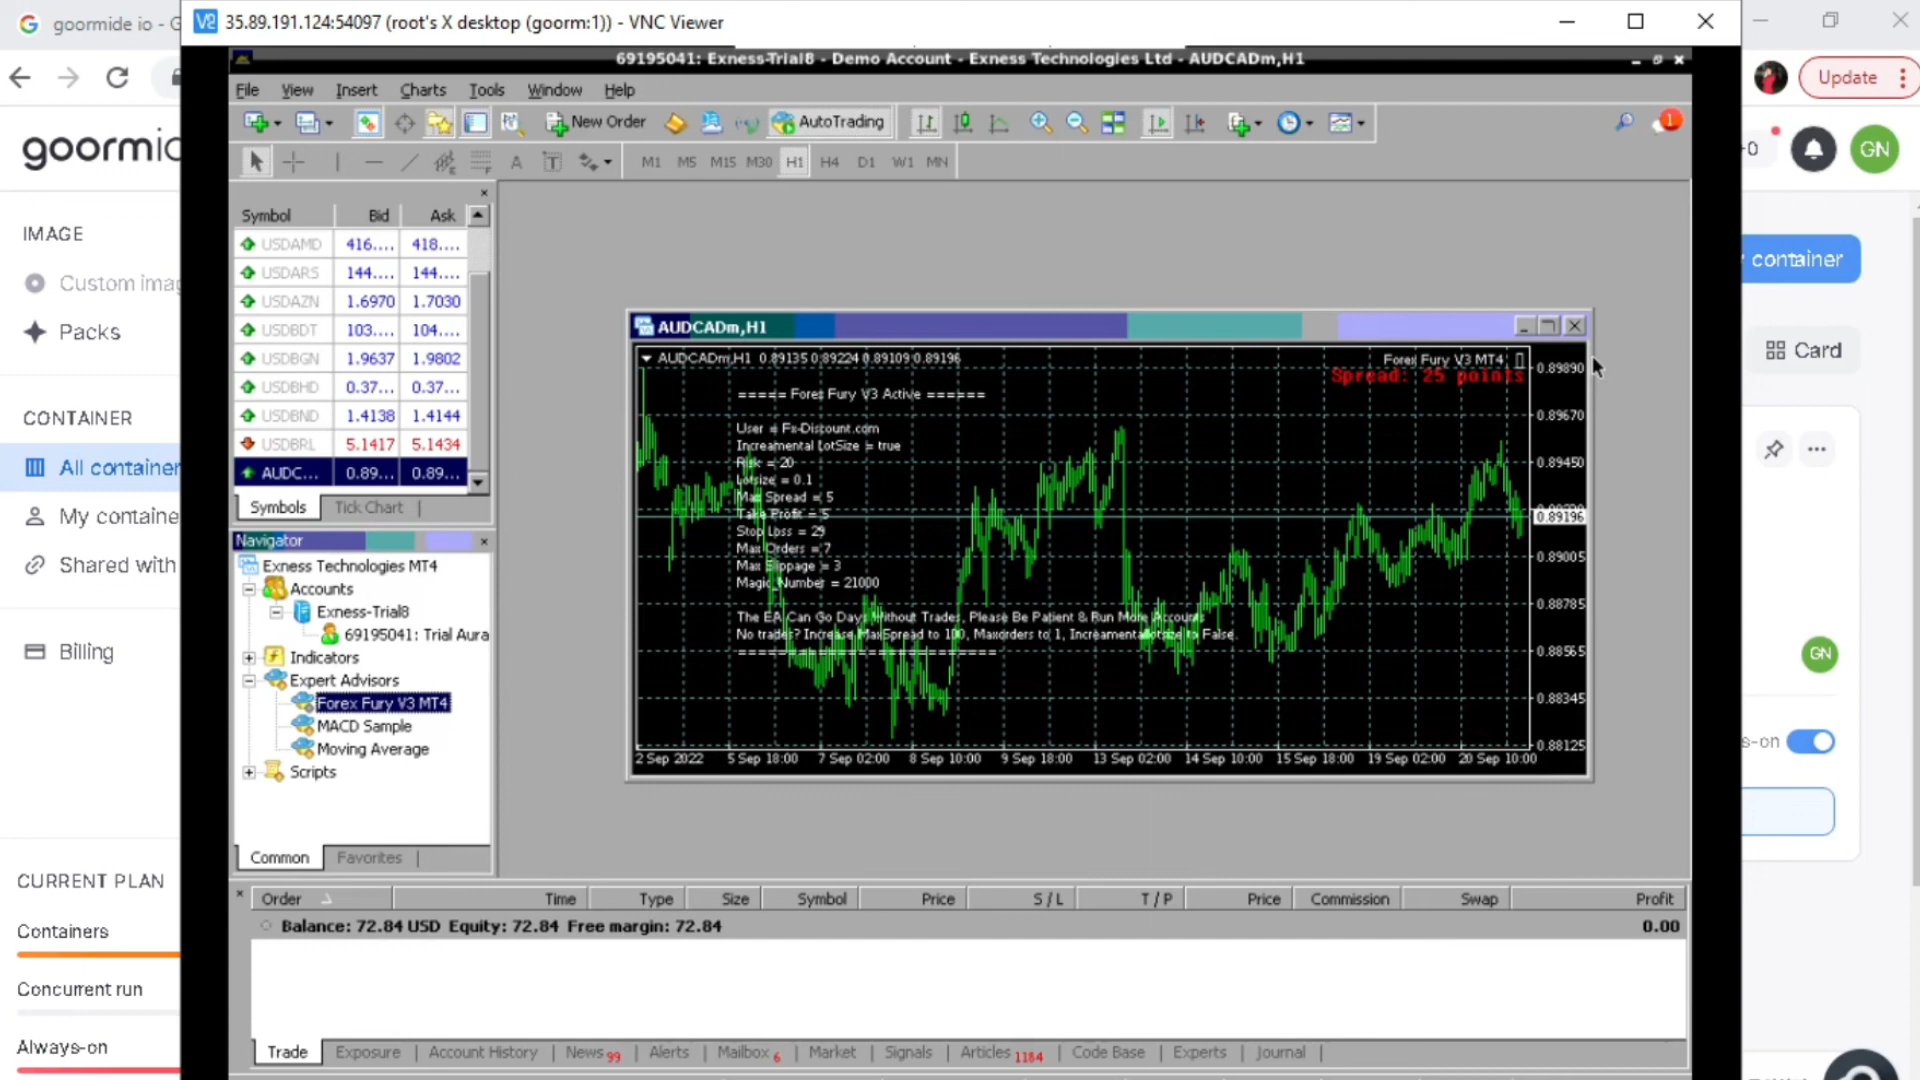 goormide io - G
35.89.191.124:54097 (root's X desktop (goorm:1)) - VNC Viewer
69195041: Exness-Trial8 - Demo Account - Exness Technologies Ltd - AUDCADm,H1
Update
File View Insert Charts Tools Window Help
New Order AutoTrading 1
goormid
GN
A T M1 M5 M15 M30 H1 H4 D1 W1 MN
IMAGE
Custom imag
Packs
CONTAINER
All container
My containe
Shared with
Billing
CURRENT PLAN
Containers
Concurrent run
Always-on
Symbol Bid Ask
USDAMD 416.... 418....
USDARS 144.... 144....
USDAZN 1.6970 1.7030
USDBDT 103.... 104....
USDBGN 1.9637 1.9802
USDBHD 0.37... 0.37...
USDBND 1.4138 1.4144
USDBRL 5.1417 5.1434
AUDC... 0.89... 0.89...
Symbols Tick Chart
Navigator
Exness Technologies MT4
Accounts
Exness-Trial8
69195041: Trial Aura
Indicators
Expert Advisors
Forex Fury V3 MT4
MACD Sample
Moving Average
Scripts
Common Favorites
AUDCADm,H1
AUDCADm,H1 0.89135 0.89224 0.89109 0.89196
Forex Fury V3 MT4
Spread: 25 points
===== Forex Fury V3 Active ======
User = Fx-Discount.com
Increamental LotSize = true
Risk = 20
Lotsize = 0.1
Max Spread = 5
Take Profit = 5
Stop Loss = 29
Max Orders = 7
Max Slippage = 3
Magic_Number = 21000
The EA Can Go Days Without Trades, Please Be Patient & Run More Accounts
No trades? Increase MaxSpread to 100, Maxorders to 1, IncreamentalLotsize to False.
==========================
0.89890
0.89670
0.89450
0.89196
0.89005
0.88785
0.88565
0.88345
0.88125
2 Sep 2022 5 Sep 18:00 7 Sep 02:00 8 Sep 10:00 9 Sep 18:00 13 Sep 02:00 14 Sep 10:00 15 Sep 18:00 19 Sep 02:00 20 Sep 10:00
container
Card
GN
s-on
Order Time Type Size Symbol Price S / L T / P Price Commission Swap Profit
Balance: 72.84 USD Equity: 72.84 Free margin: 72.84 0.00
Trade Exposure Account History News 99 Alerts Mailbox 6 Market Signals Articles 1184 Code Base Experts Journal